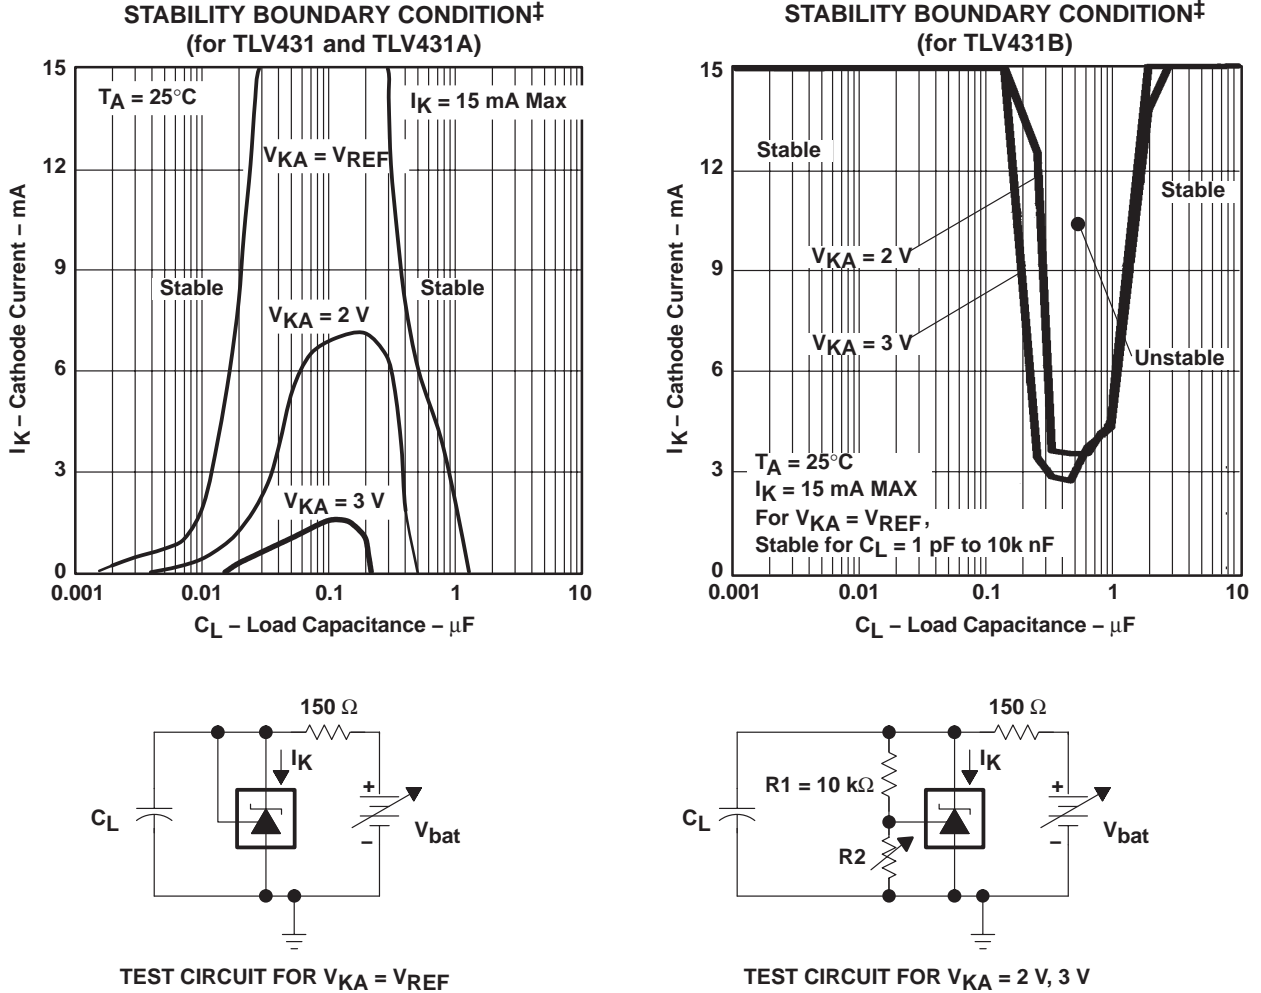 STABILITY BOUNDARY CONDITION‡
(for TLV431 and TLV431A)
15
12
9
6
3
0
IK – Cathode Current – mA
TA = 25°C
IK = 15 mA Max
VKA = VREF
Stable
Stable
VKA = 2 V
VKA = 3 V
0.001
0.01
0.1
1
10
CL – Load Capacitance – μF
STABILITY BOUNDARY CONDITION‡
(for TLV431B)
15
12
9
6
3
0
IK – Cathode Current – mA
Stable
Stable
VKA = 2 V
VKA = 3 V
Unstable
TA = 25°C
IK = 15 mA MAX
For VKA = VREF,
Stable for CL = 1 pF to 10k nF
0.001
0.01
0.1
1
10
CL – Load Capacitance – μF
150 Ω
IK
CL
+
–
Vbat
TEST CIRCUIT FOR VKA = VREF
150 Ω
IK
R1 = 10 kΩ
CL
R2
+
–
Vbat
TEST CIRCUIT FOR VKA = 2 V, 3 V